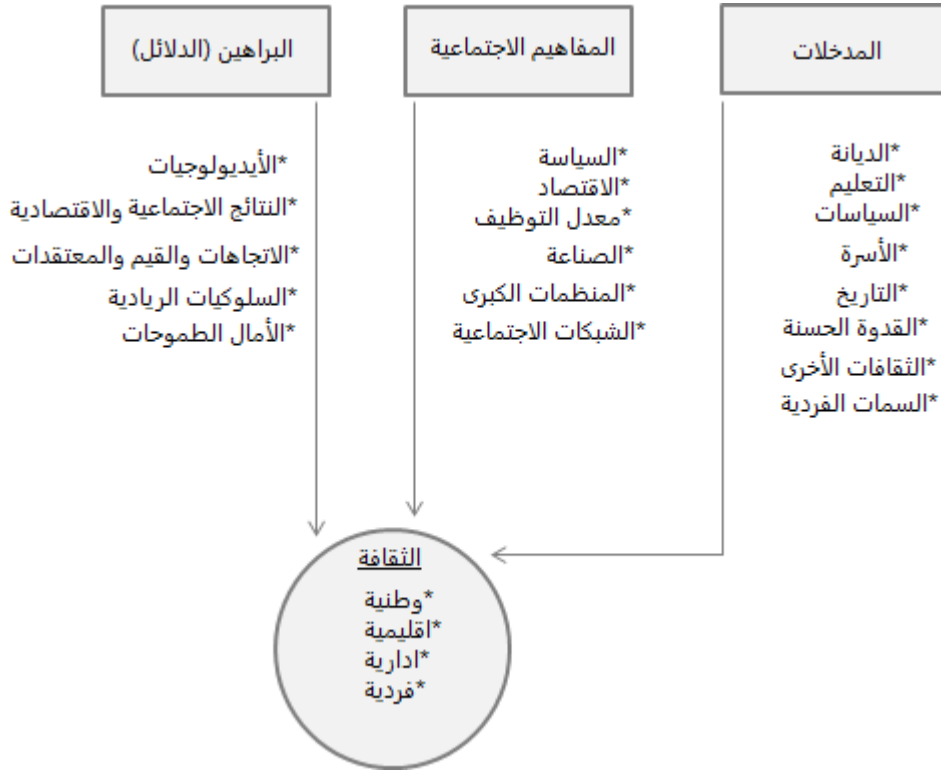 المدخلات
*الديانة
*التعليم
*السياسات
*الأسرة
*التاريخ
*القدوة الحسنة
*الثقافات الأخرى
*السمات الفردية
المفاهيم الاجتماعية
*السياسة
*الاقتصاد
*معدل التوظيف
*الصناعة
*المنظمات الكبرى
*الشبكات الاجتماعية
البراهين (الدلائل)
*الأيديولوجيات
*النتائج الاجتماعية والاقتصادية
*الاتجاهات والقيم والمعتقدات
*السلوكيات الريادية
*الأمال الطموحات
الثقافة
*وطنية
*اقليمية
*ادارية
*فردية